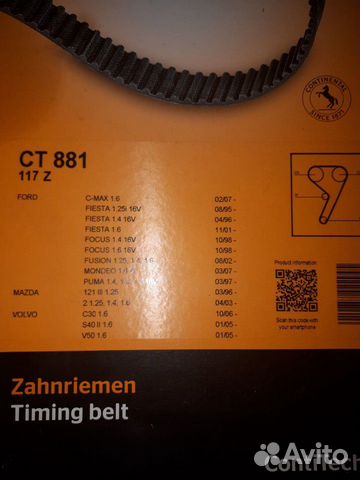 CONTINENTAL
SINCE 1871
CT 881
117 Z
FORD C-MAX 1.6 02/07 -
FIESTA 1.25i 16V 08/95 -
FIESTA 1.4 16V 04/96 -
FIESTA 1.6 11/01 -
FOCUS 1.4 16V 10/98 -
FOCUS 1.6 16V 10/98 -
FUSION 1.25, 1.4, 1.6 08/02 -
MONDEO 1.6 03/07 -
PUMA 1.4, 03/97 -
MAZDA 121 III 1.25 03/96 -
2 1.25, 1.4, 1.6 04/03 -
VOLVO C30 1.6 10/06 -
S40 II 1.6 01/05 -
V50 1.6 01/05 -
Product information
Scan this code with
your smartphone
Zahnriemen
Timing belt
Avito
ContiTech